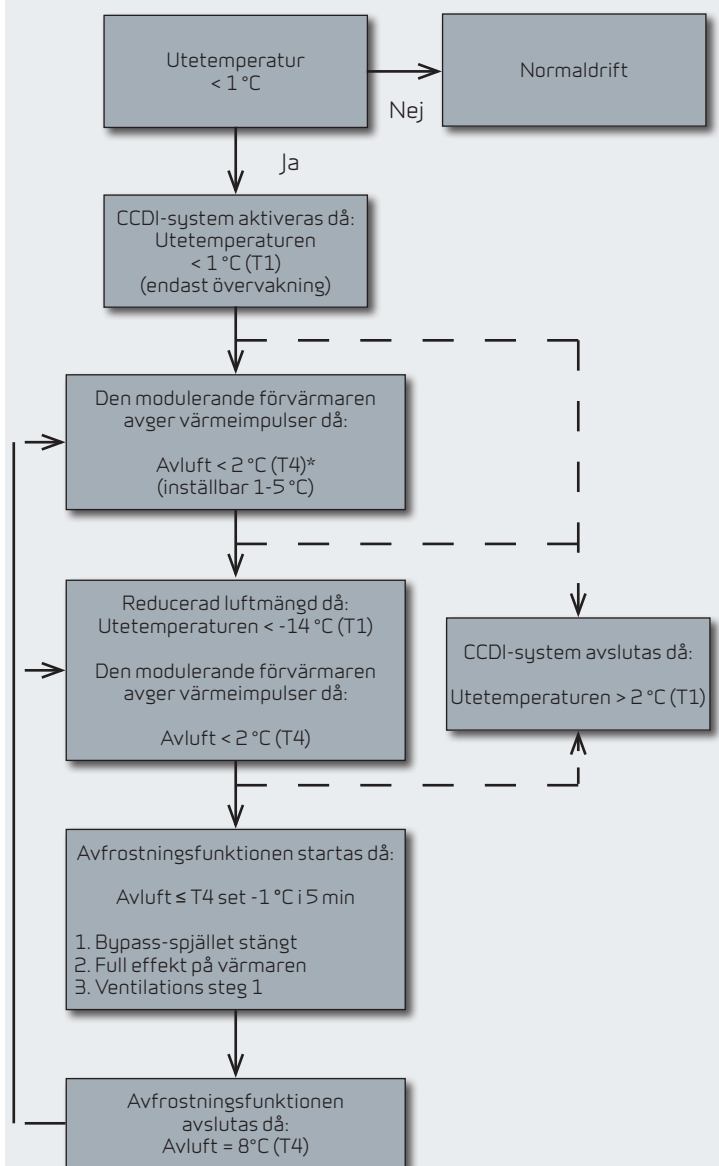 Utetemperatur
< 1 °C
Normaldrift
Nej
Ja
CCDI-system aktiveras då:
Utetemperaturen
< 1 °C (T1)
(endast övervakning)
Den modulerande förvärmaren
avger värmeimpulser då:
Avluft < 2 °C (T4)*
(inställbar 1-5 °C)
Reducerad luftmängd då:
Utetemperaturen < -14 °C (T1)
Den modulerande förvärmaren
avger värmeimpulser då:
Avluft < 2 °C (T4)
CCDI-system avslutas då:
Utetemperaturen > 2 °C (T1)
Avfrostningsfunktionen startas då:
Avluft ≤ T4 set -1 °C i 5 min
1. Bypass-spjället stängt
2. Full effekt på värmaren
3. Ventilations steg 1
Avfrostningsfunktionen
avslutas då:
Avluft = 8°C (T4)